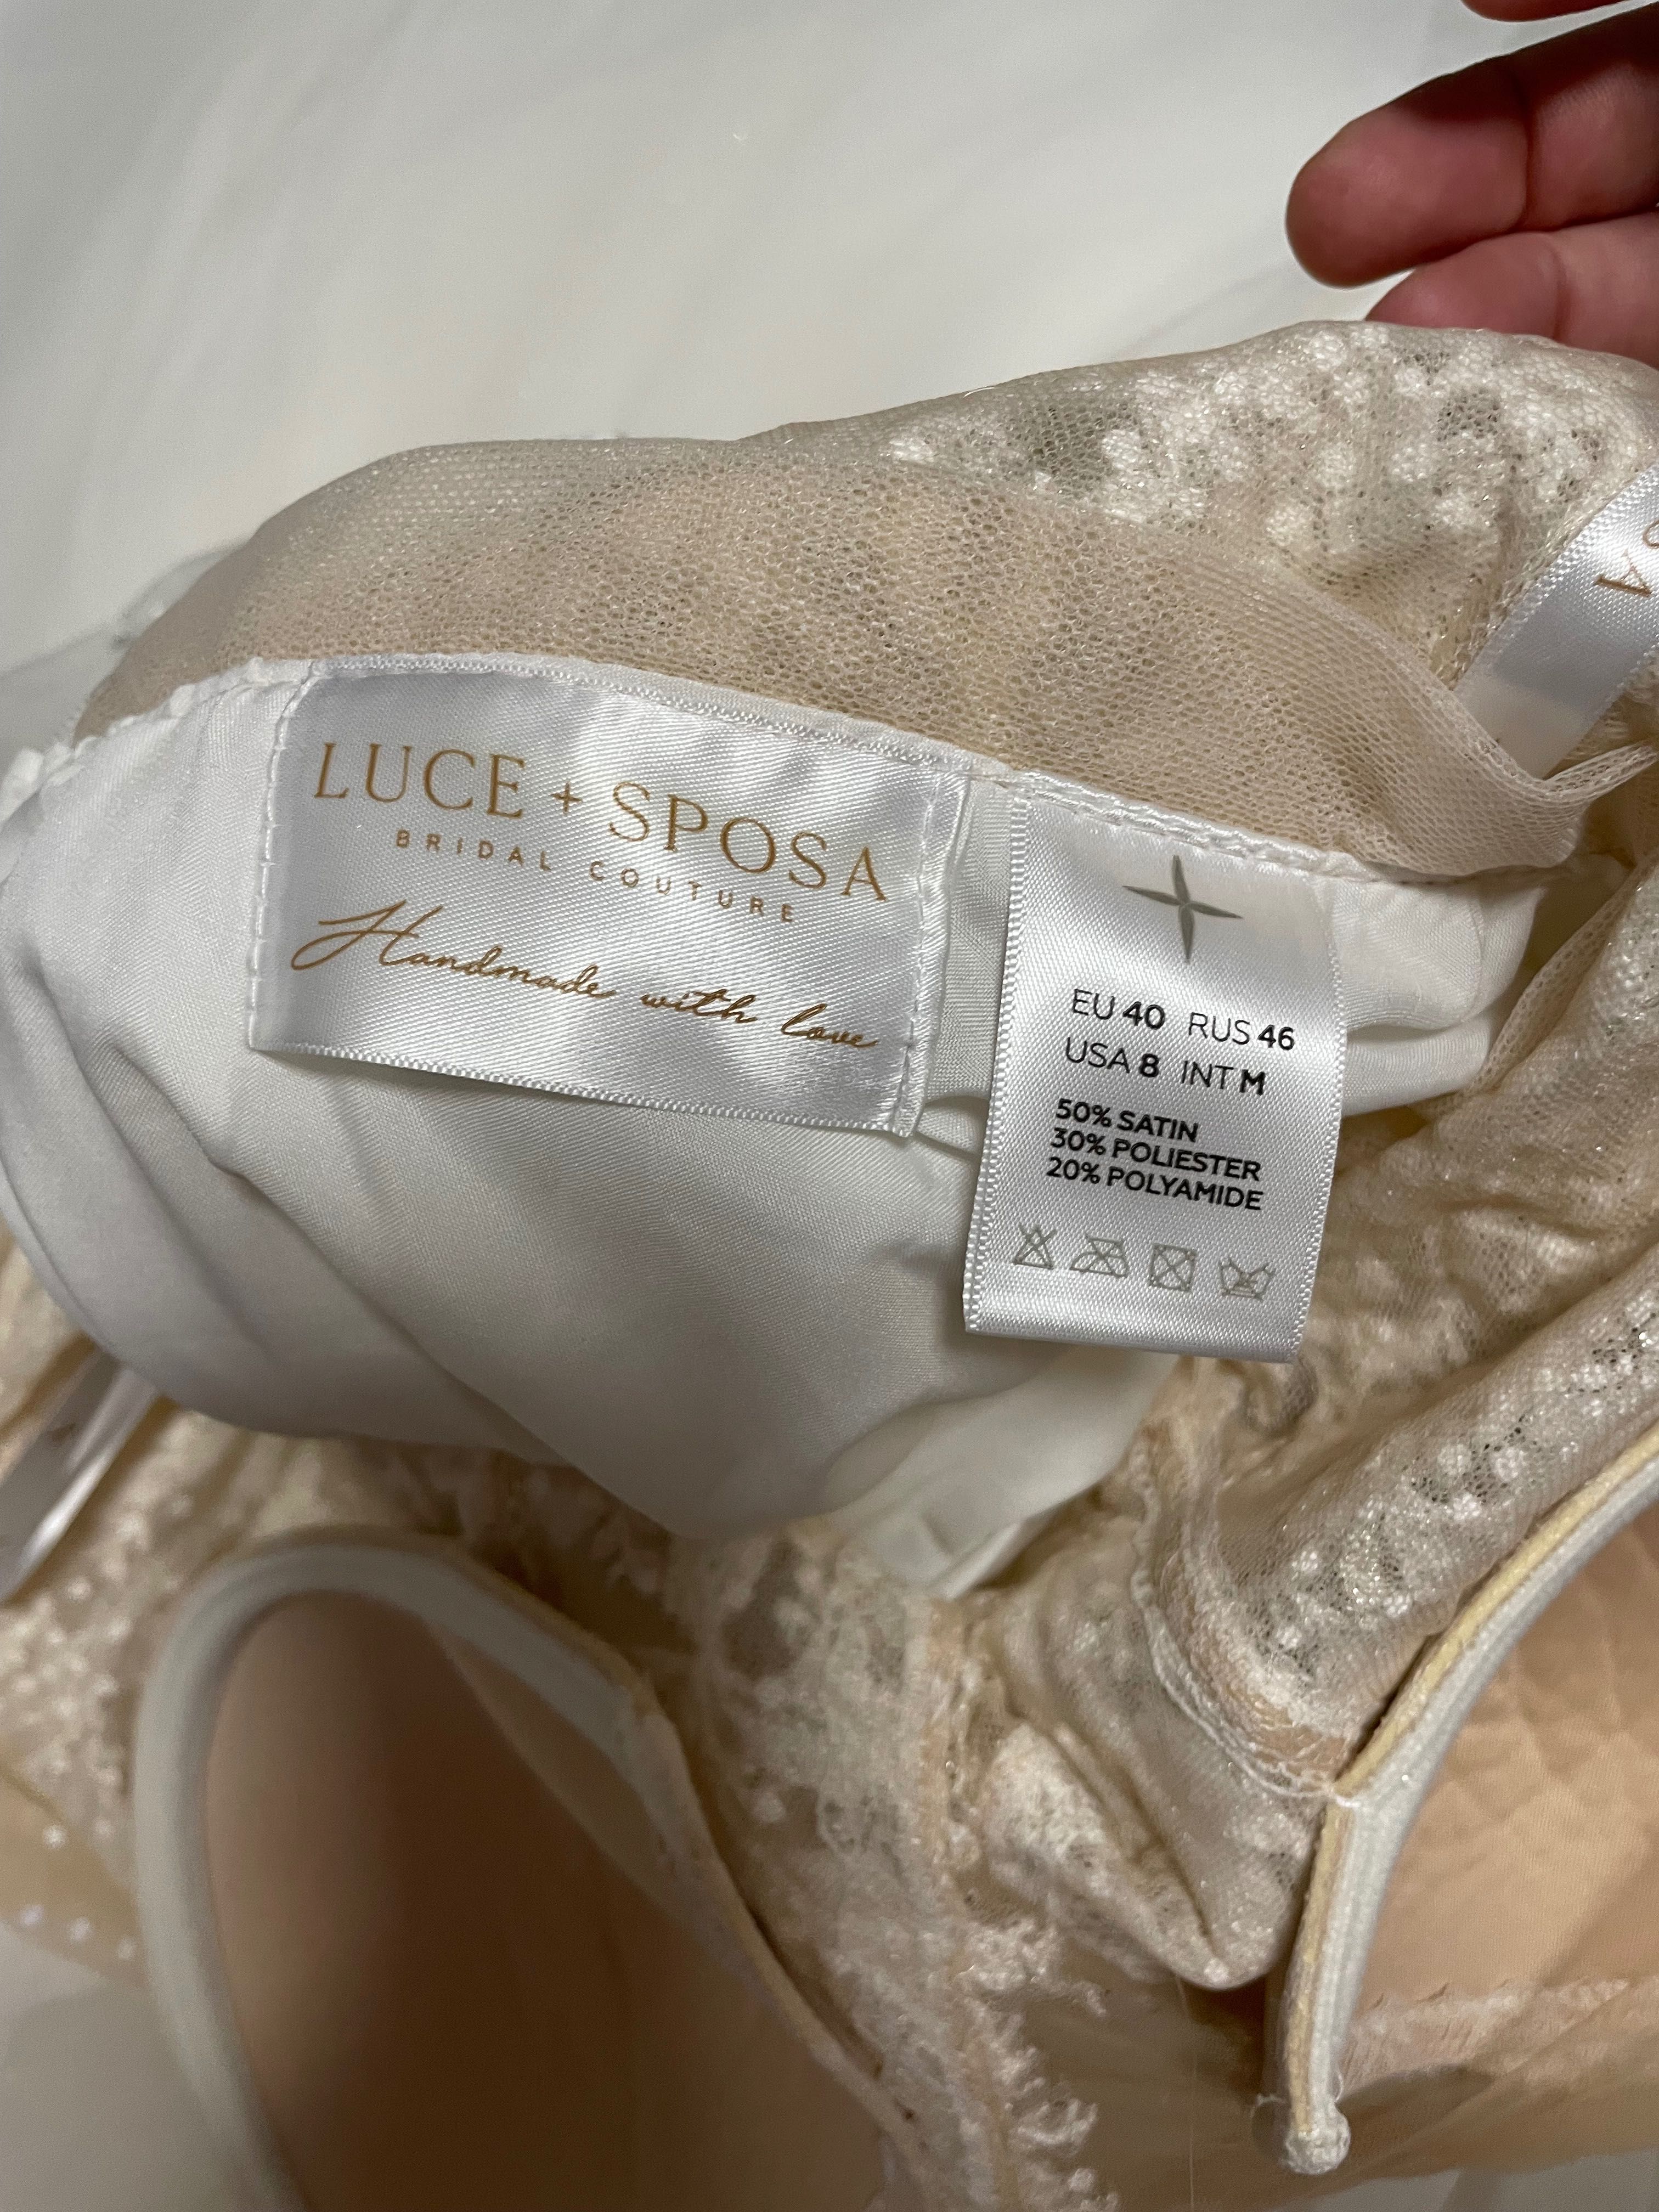 LUCE + SPOSA
BRIDAL COUTURE
Handmade with love
EU 40 RUS 46
USA 8 INT M
50% SATIN
30% POLIESTER
20% POLYAMIDE